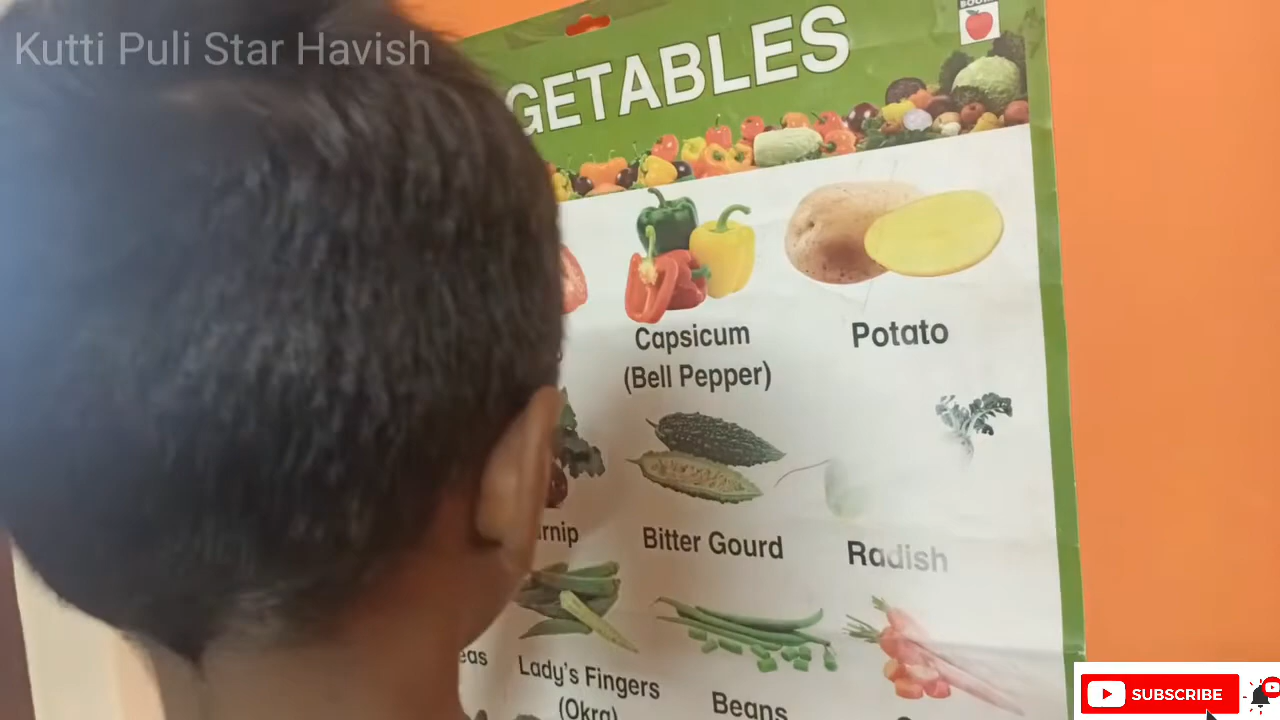 Kutti Puli Star Havish
GETABLES
Capsicum
(Bell Pepper)
Potato
rnip
Bitter Gourd
Radish
eas
Lady's Fingers
(Okra)
Beans
SUBSCRIBE